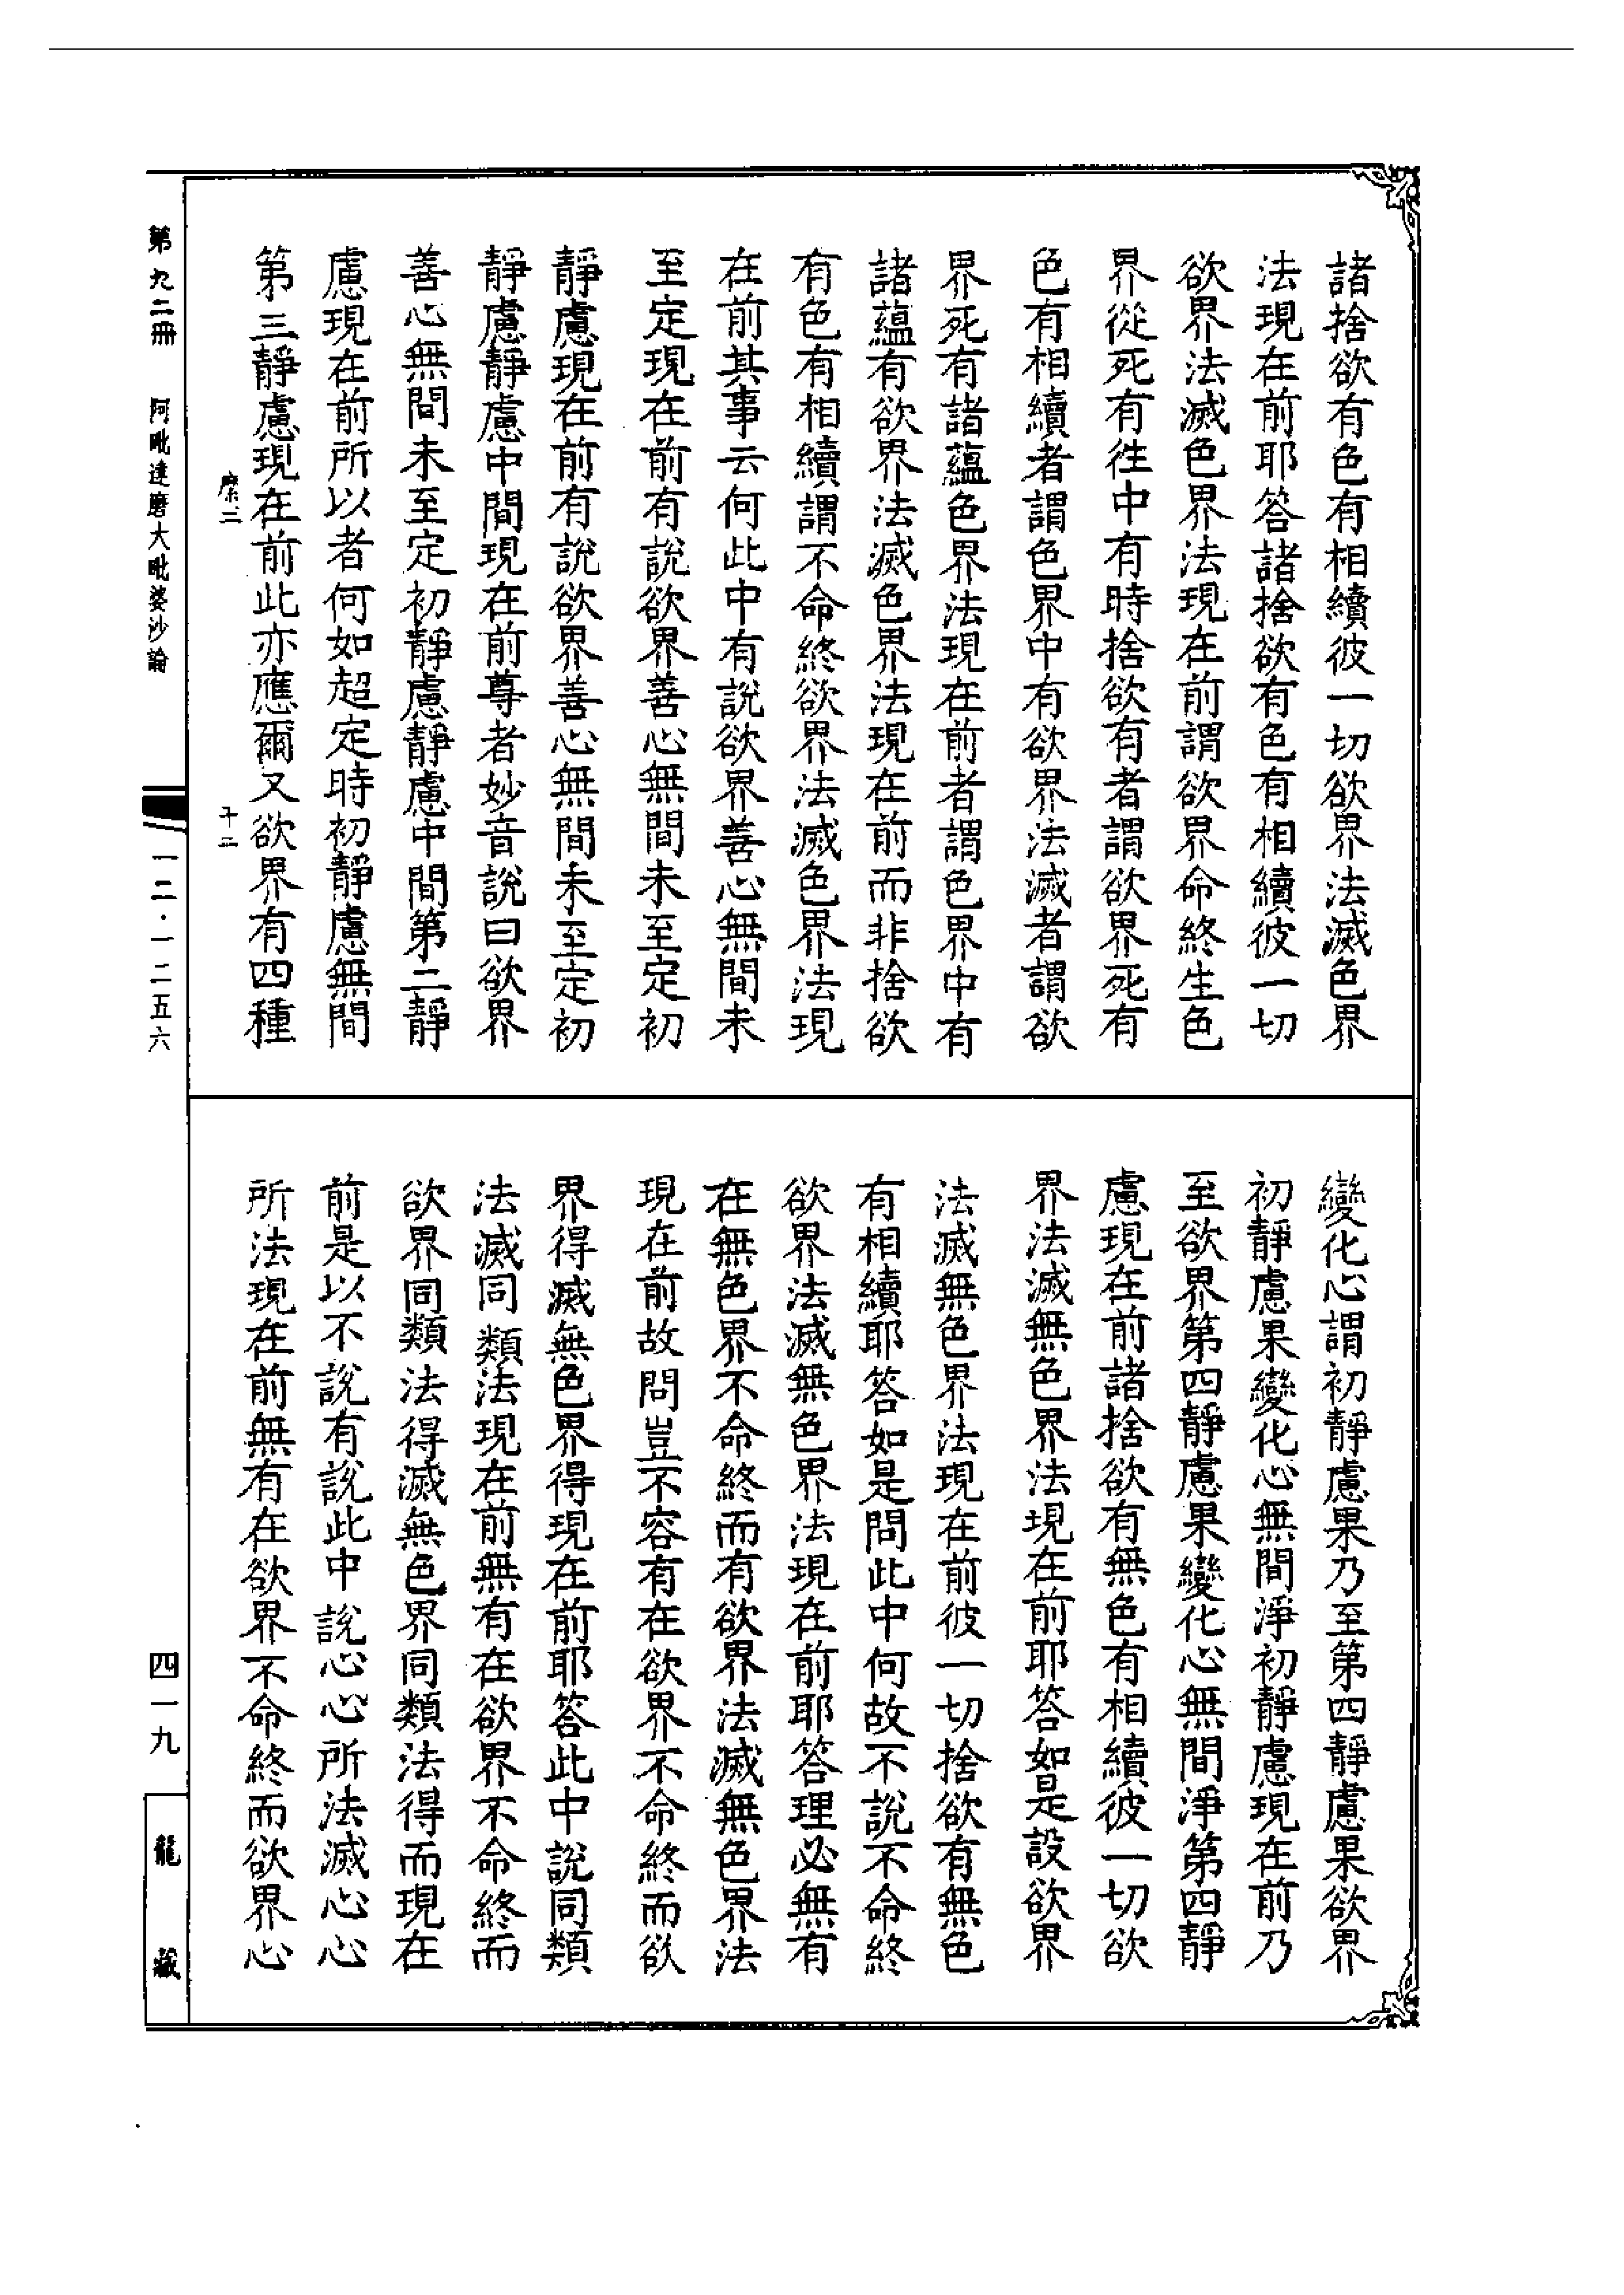 諸捨欲有色有相續彼一切欲界法滅色界
法現在前耶答諸捨欲有色有相續彼一切
欲界法滅色界法現在前謂欲界命終生色
界從死有往中有時捨欲有者謂欲界死有
色有相續者謂色界中有欲界法滅者謂欲
界死有諸蘊色界法現在前者謂色界中有
諸蘊有欲界法滅色界法現在前而非捨欲
有色有相續謂不命終欲界法滅色界法現
在前其事云何此中有說欲界善心無間未
至定現在前有說欲界善心無間未至定初
靜慮現在前有說欲界善心無間未至定初
靜慮靜慮中間現在前尊者妙音說曰欲界
善心無間未至定初靜慮靜慮中間第二靜
慮現在前所以者何如超定時初靜慮無間
第三靜慮現在前此亦應爾又欲界有四種
變化心謂初靜慮果乃至第四靜慮果欲界
初靜慮果變化心無間淨初靜慮現在前乃
至欲界第四靜慮果變化心無間淨第四靜
慮現在前諸捨欲有無色有相續彼一切欲
界法滅無色界法現在前耶答如是設欲界
法滅無色界法現在前彼一切捨欲有無色
有相續耶答如是問此中何故不說不命終
欲界法滅無色界法現在前耶答理必無有
在無色界不命終而有欲界法滅無色界法
現在前故問豈不容有在欲界不命終而欲
界得滅無色界得現在前耶答此中說同類
法滅同類法現在前無有在欲界不命終而
欲界同類法得滅無色界同類法得而現在
前是以不說有說此中說心心所法滅心心
所法現在前無有在欲界不命終而欲界心
第九二冊 阿毗達磨大毗婆沙論
一二·一二五六
四一九
龍藏
十二